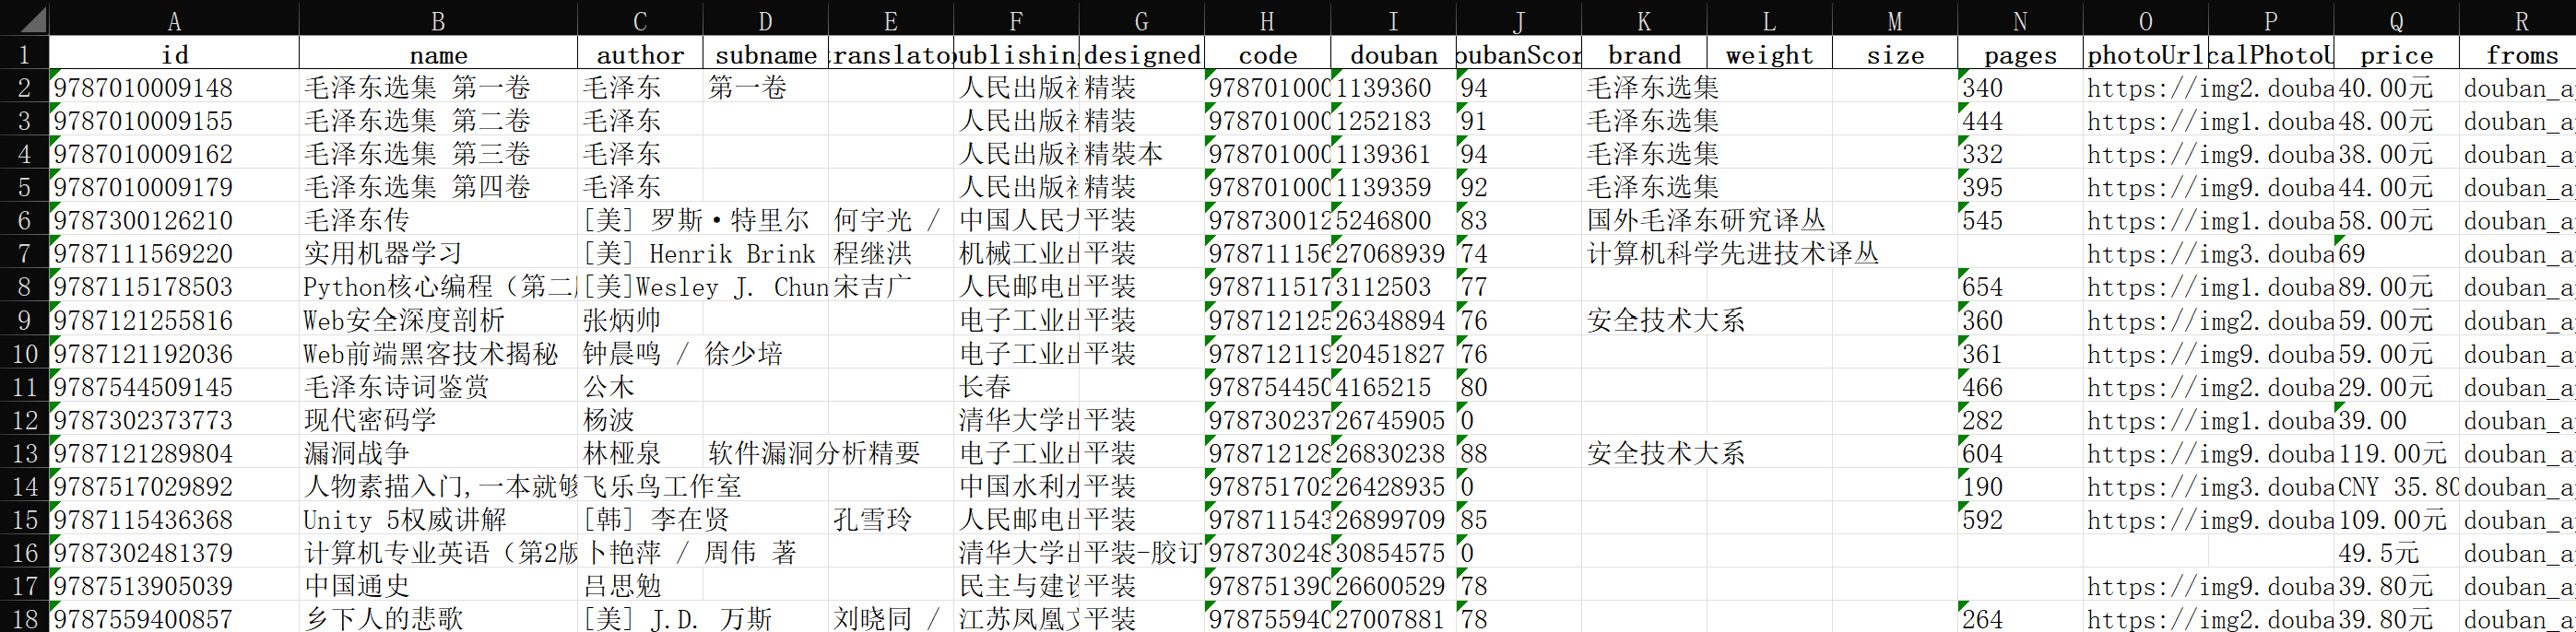 A B C D E F G H I J K L M N O P Q R
1 id name author subname translato ublishing designed code douban oubanScor brand weight size pages photoUrl calPhotoU price froms
2 9787010009148 毛泽东选集 第一卷 毛泽东 第一卷 人民出版社 精装 978701000 1139360 94 毛泽东选集 340 https://img2.douba 40.00元 douban_a
3 9787010009155 毛泽东选集 第二卷 毛泽东 人民出版社 精装 978701000 1252183 91 毛泽东选集 444 https://img1.douba 48.00元 douban_a
4 9787010009162 毛泽东选集 第三卷 毛泽东 人民出版社 精裝本 978701000 1139361 94 毛泽东选集 332 https://img9.douba 38.00元 douban_a
5 9787010009179 毛泽东选集 第四卷 毛泽东 人民出版社 精装 978701000 1139359 92 毛泽东选集 395 https://img9.douba 44.00元 douban_a
6 9787300126210 毛泽东传 [美] 罗斯·特里尔 何宇光 / 中国人民大 平装 978730012 5246800 83 国外毛泽东研究译丛 545 https://img1.douba 58.00元 douban_a
7 9787111569220 实用机器学习 [美] Henrik Brink 程继洪 机械工业出 平装 978711156 27068939 74 计算机科学先进技术译丛 https://img3.douba 69 douban_a
8 9787115178503 Python核心编程（第二 [美]Wesley J. Chun 宋吉广 人民邮电出 平装 978711517 3112503 77 654 https://img1.douba 89.00元 douban_a
9 9787121255816 Web安全深度剖析 张炳帅 电子工业出 平装 978712125 26348894 76 安全技术大系 360 https://img2.douba 59.00元 douban_a
10 9787121192036 Web前端黑客技术揭秘 钟晨鸣 / 徐少培 电子工业出 平装 978712119 20451827 76 361 https://img9.douba 59.00元 douban_a
11 9787544509145 毛泽东诗词鉴赏 公木 长春 978754450 4165215 80 466 https://img2.douba 29.00元 douban_a
12 9787302373773 现代密码学 杨波 清华大学出 平装 978730237 26745905 0 282 https://img1.douba 39.00 douban_a
13 9787121289804 漏洞战争 林桠泉 软件漏洞分析精要 电子工业出 平装 978712128 26830238 88 安全技术大系 604 https://img9.douba 119.00元 douban_a
14 9787517029892 人物素描入门,一本就够 飞乐鸟工作室 中国水利水 平装 978751702 26428935 0 190 https://img3.douba CNY 35.80 douban_a
15 9787115436368 Unity 5权威讲解 [韩] 李在贤 孔雪玲 人民邮电出 平装 978711543 26899709 85 592 https://img9.douba 109.00元 douban_a
16 9787302481379 计算机专业英语（第2版 卜艳萍 / 周伟 著 清华大学出 平装-胶订 978730248 30854575 0 49.5元 douban_a
17 9787513905039 中国通史 吕思勉 民主与建设 平装 978751390 26600529 78 https://img9.douba 39.80元 douban_a
18 9787559400857 乡下人的悲歌 [美] J.D. 万斯 刘晓同 / 江苏凤凰文 平装 978755940 27007881 78 264 https://img2.douba 39.80元 douban_a